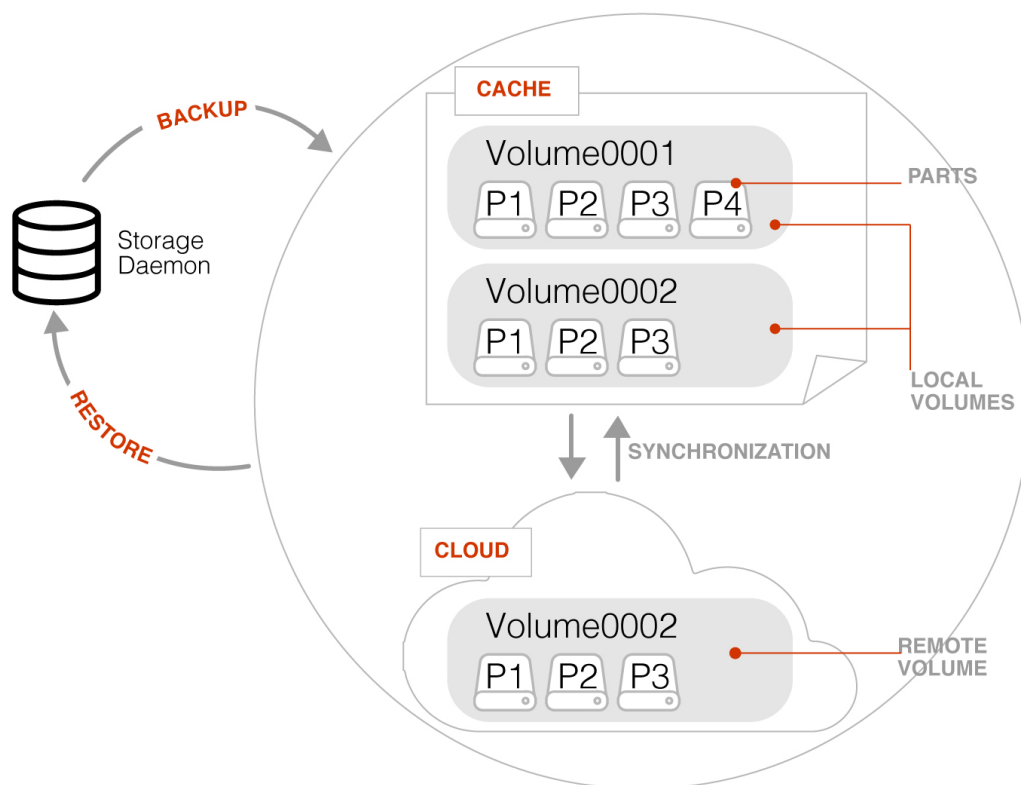 CACHE
BACKUP
Volume0001
PARTS
P1 P2 P3 P4
Storage
Daemon
Volume0002
P1 P2 P3
LOCAL
VOLUMES
RESTORE
SYNCHRONIZATION
CLOUD
Volume0002
REMOTE
VOLUME
P1 P2 P3